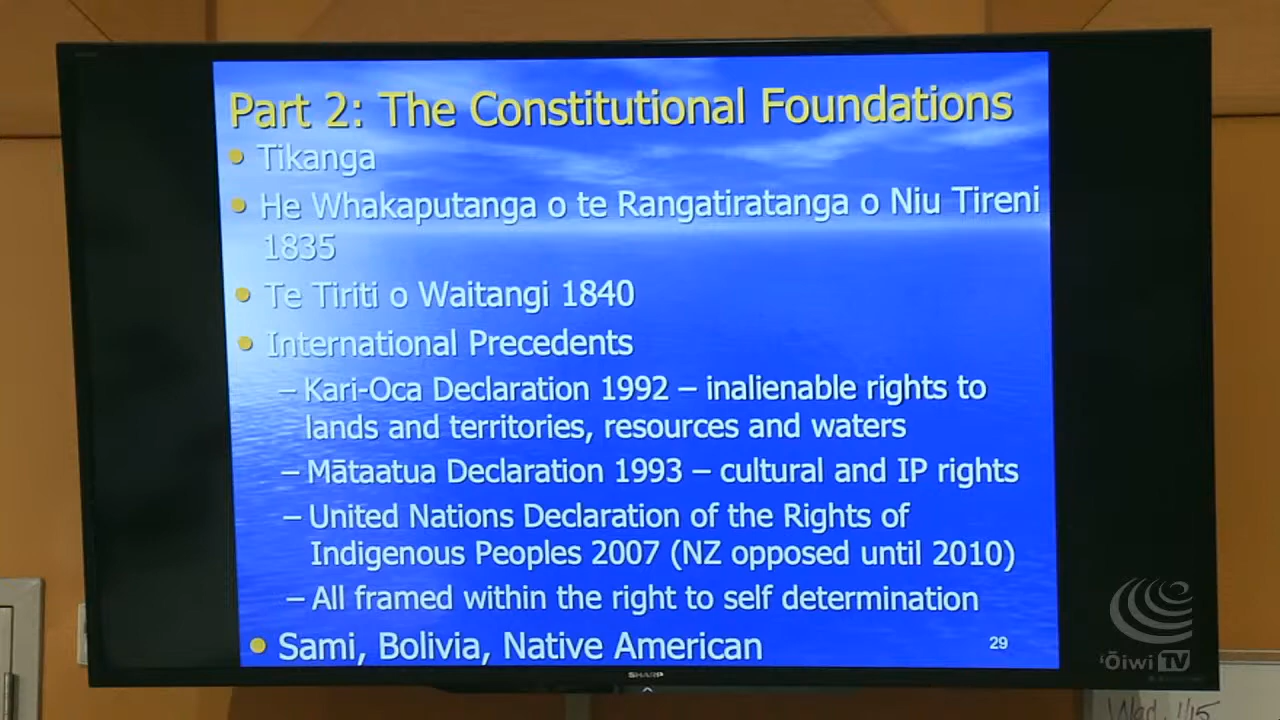 Part 2: The Constitutional Foundations
• Tikanga
• He Whakaputanga o te Rangatiratanga o Niu Tireni
1835
• Te Tiriti o Waitangi 1840
• International Precedents
– Kari-Oca Declaration 1992 – inalienable rights to
lands and territories, resources and waters
– Mātaatua Declaration 1993 – cultural and IP rights
– United Nations Declaration of the Rights of
Indigenous Peoples 2007 (NZ opposed until 2010)
– All framed within the right to self determination
• Sami, Bolivia, Native American
29
SHARP
ʻŌiwi TV
Wed. 1/15